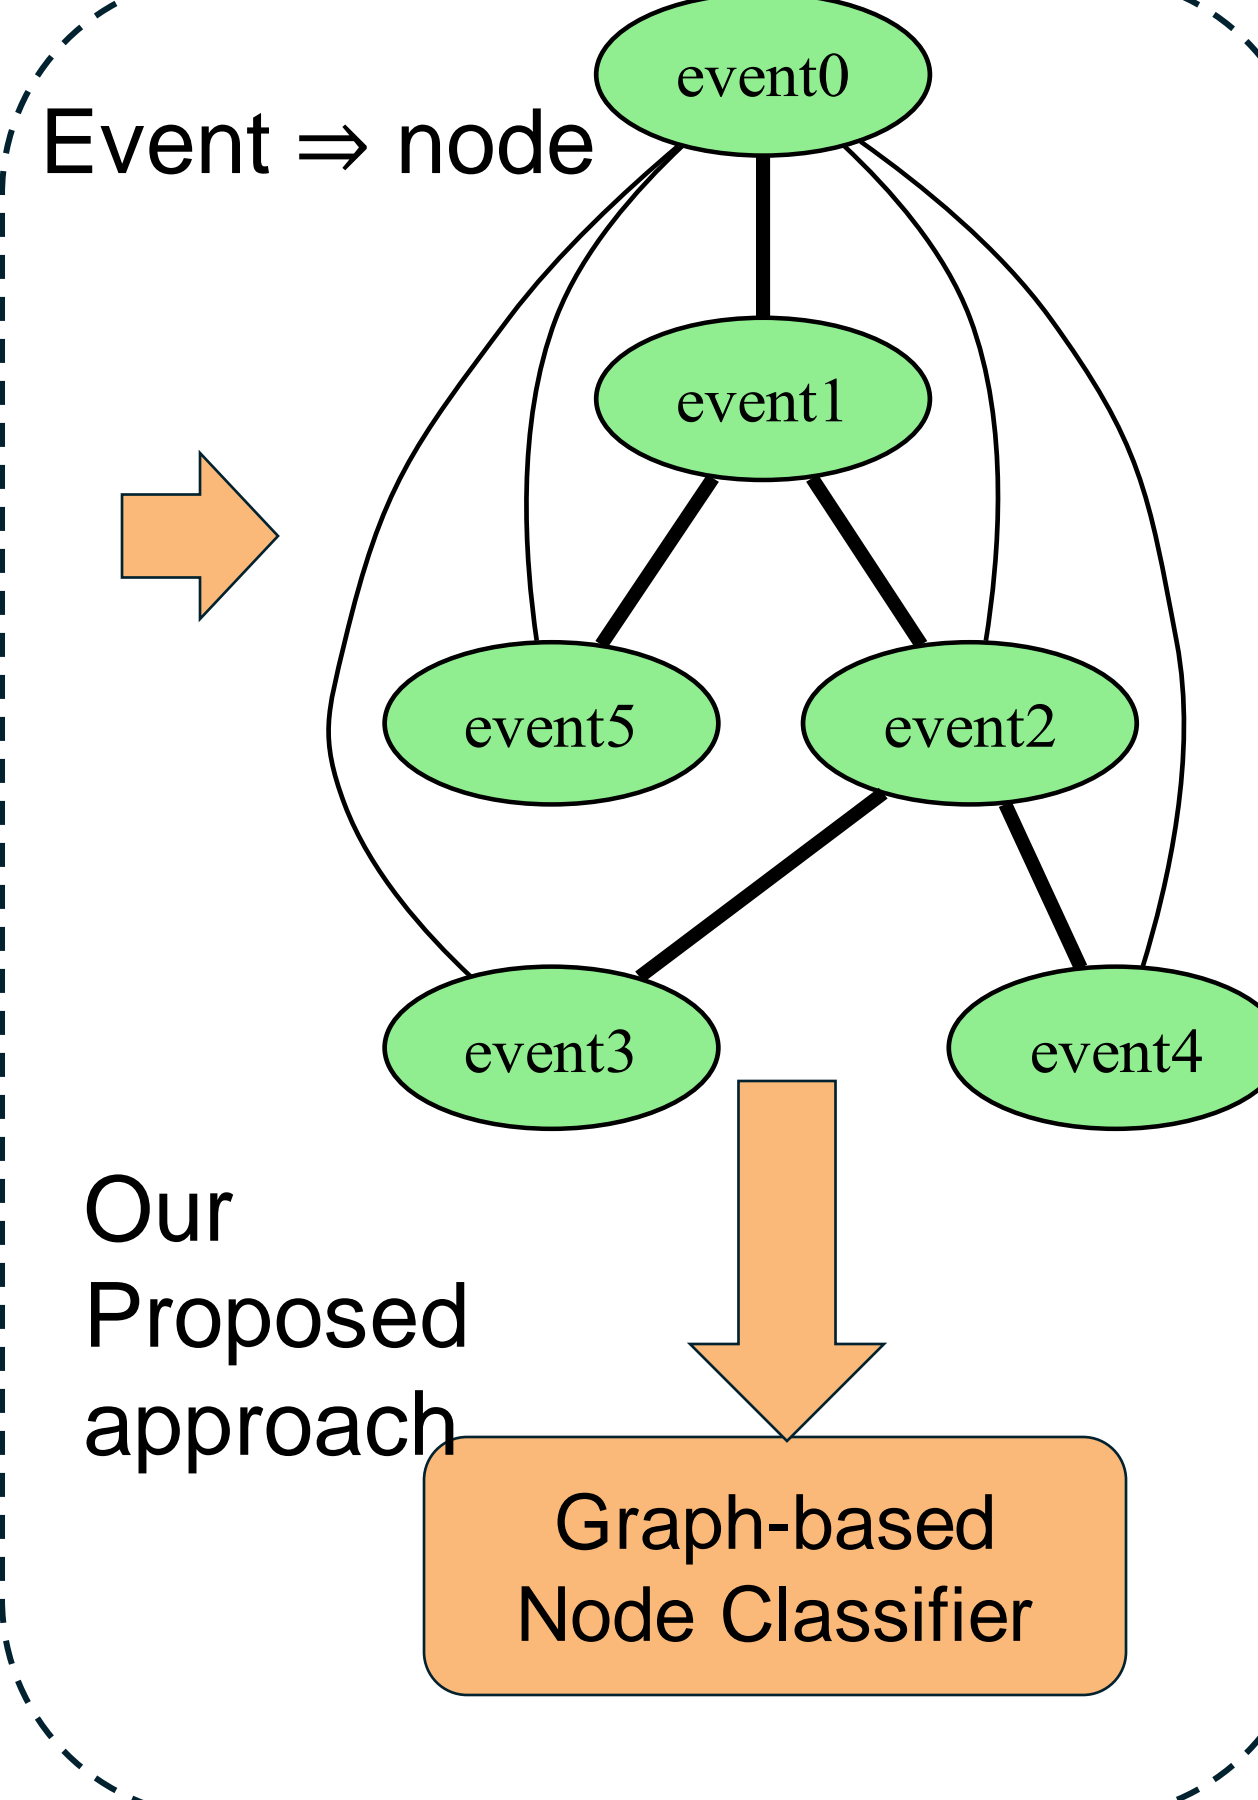 event0
Event ⇒ node
event1
event5
event2
event3
event4
Our
Proposed
approach
Graph-based
Node Classifier